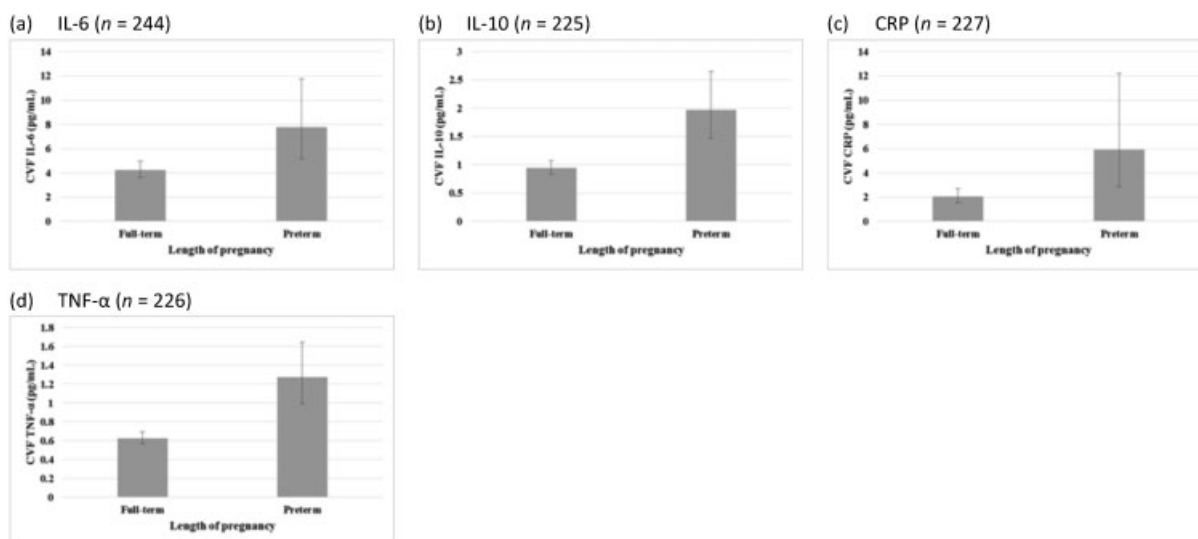 (a) IL-6 (n = 244)
14
12
10
8
6
4
2
0
CVF IL-6 (pg/mL)
Full-term Preterm
Length of pregnancy
(b) IL-10 (n = 225)
3
2.5
2
1.5
1
0.5
0
CVF IL-10 (pg/mL)
Full-term Preterm
Length of pregnancy
(c) CRP (n = 227)
14
12
10
8
6
4
2
0
CVF CRP (pg/mL)
Full-term Preterm
Length of pregnancy
(d) TNF-α (n = 226)
1.8
1.6
1.4
1.2
1
0.8
0.6
0.4
0.2
0
CVF TNF-α (pg/mL)
Full-term Preterm
Length of pregnancy